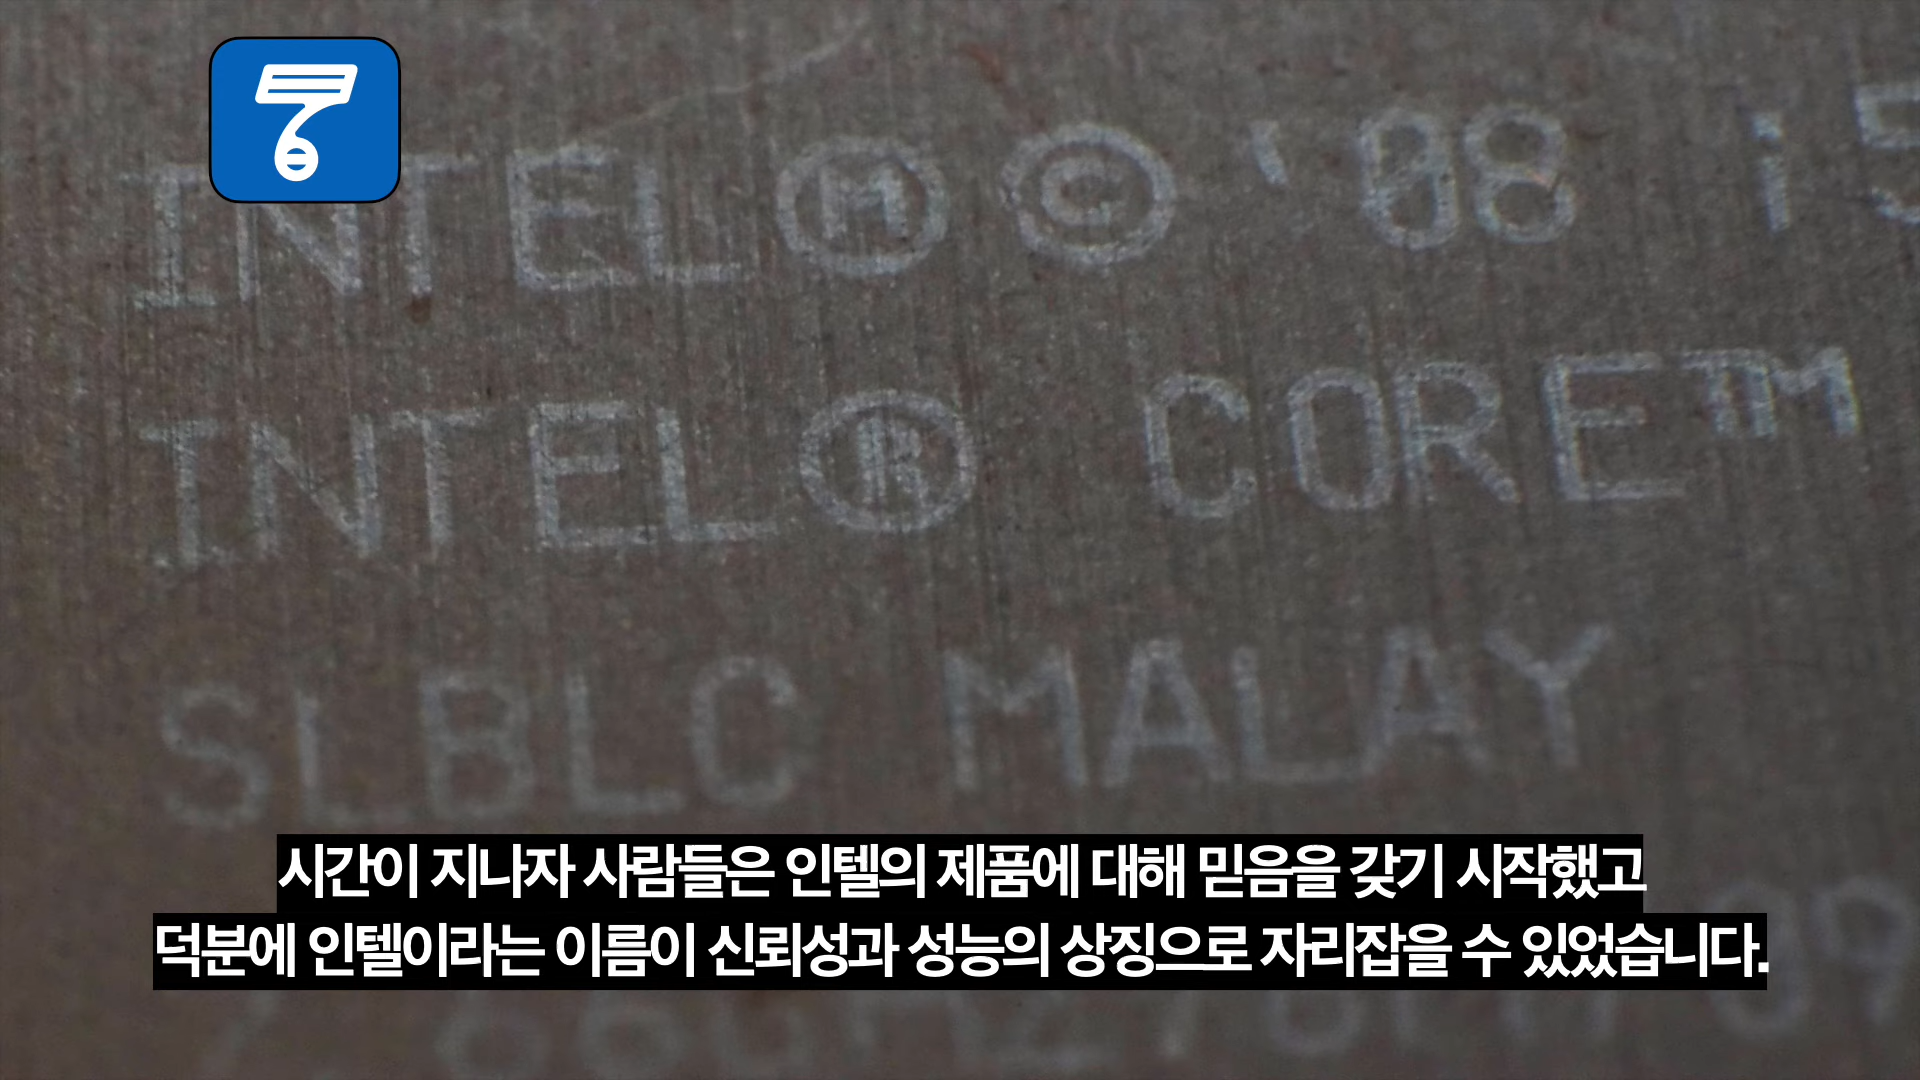 INTEL Ⓜ © '08 i5
INTEL® CORE™
SLBLC MALAY
시간이 지나자 사람들은 인텔의 제품에 대해 믿음을 갖기 시작했고
덕분에 인텔이라는 이름이 신뢰성과 성능의 상징으로 자리잡을 수 있었습니다.